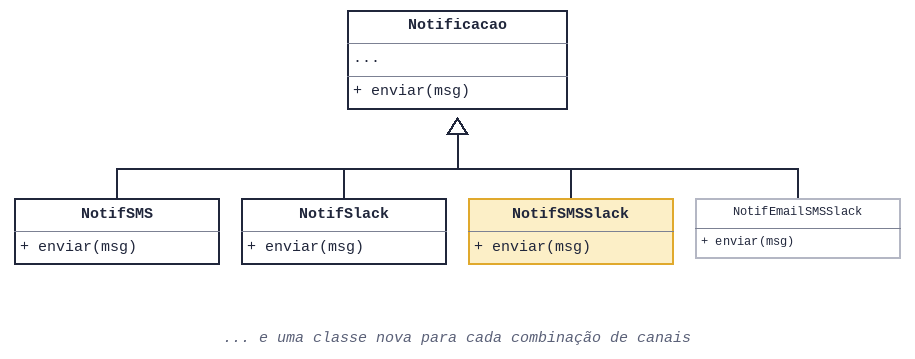 Notificacao
...
+ enviar(msg)
NotifSMS
+ enviar(msg)
NotifSlack
+ enviar(msg)
NotifSMSSlack
+ enviar(msg)
NotifEmailSMSSlack
+ enviar(msg)
... e uma classe nova para cada combinação de canais